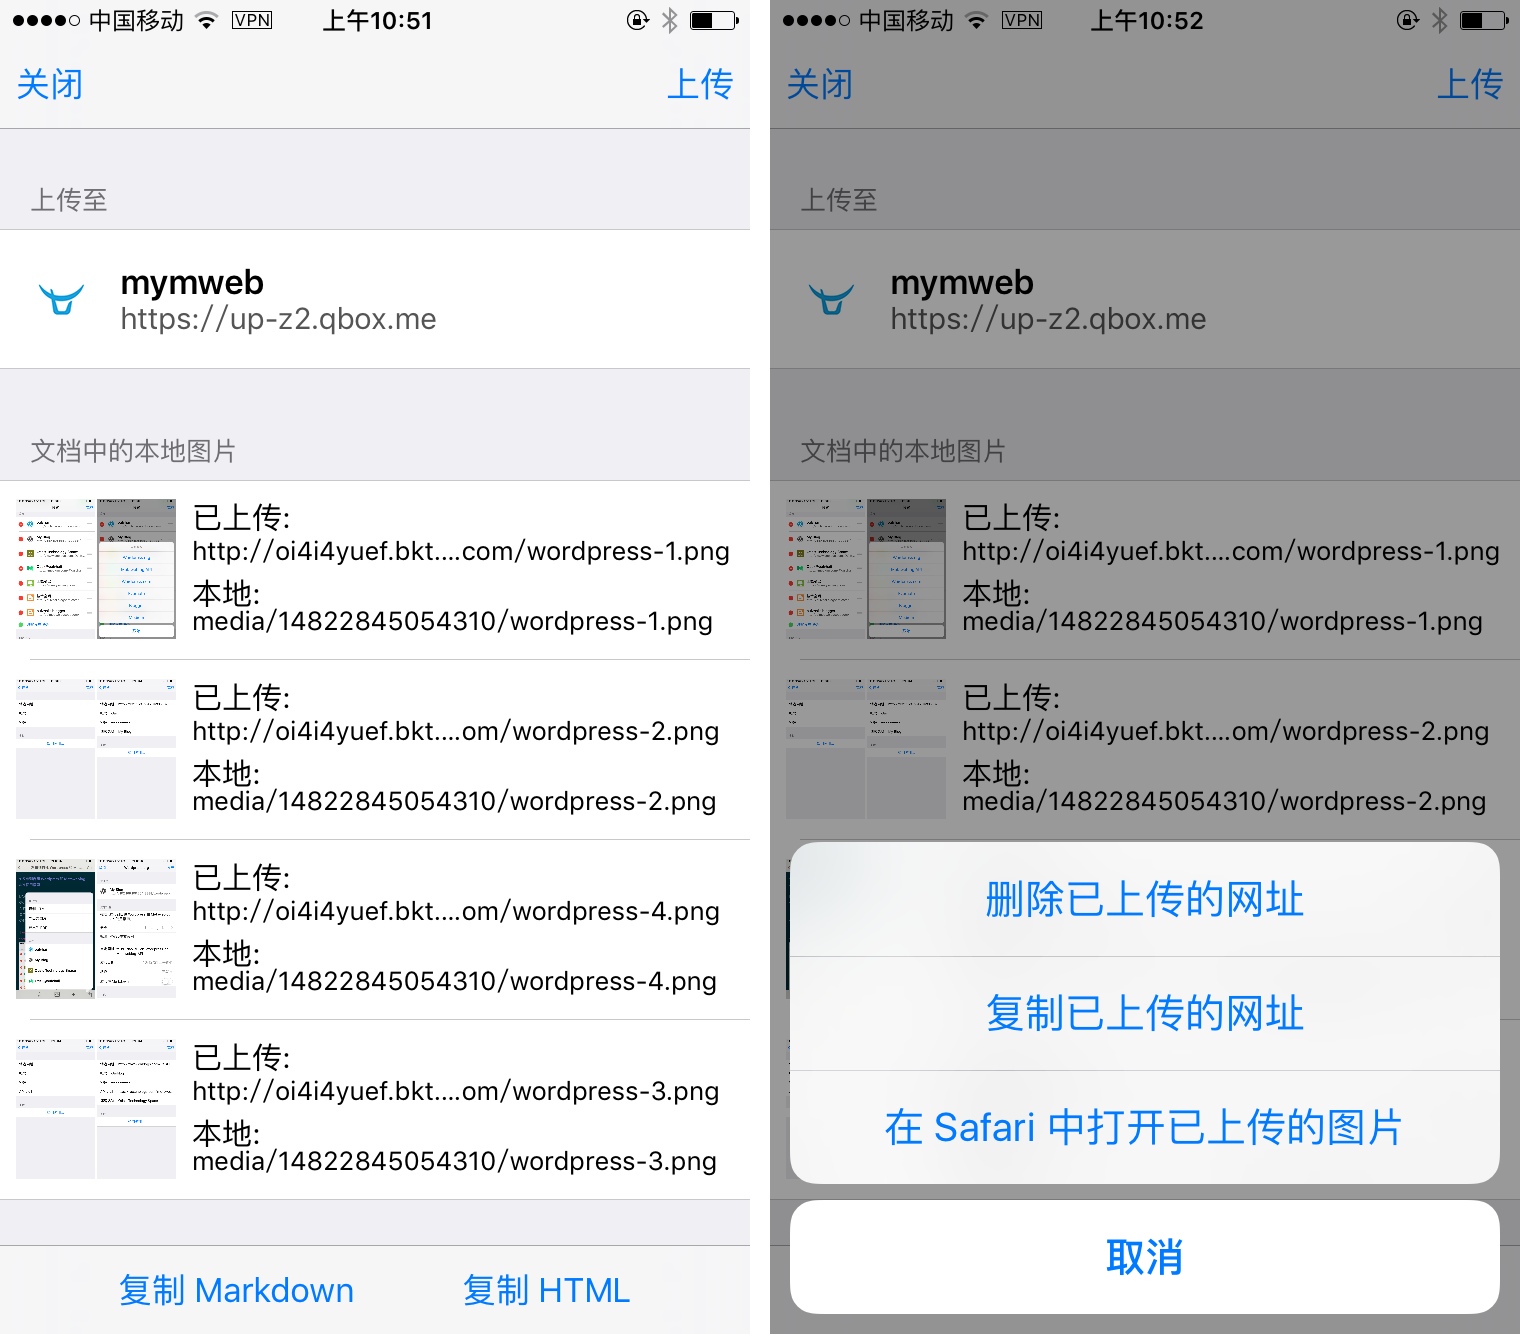 中国移动 VPN 上午10:51
关闭 上传
上传至
mymweb
https://up-z2.qbox.me
文档中的本地图片
已上传:
http://oi4i4yuef.bkt....com/wordpress-1.png
本地:
media/14822845054310/wordpress-1.png
已上传:
http://oi4i4yuef.bkt....om/wordpress-2.png
本地:
media/14822845054310/wordpress-2.png
已上传:
http://oi4i4yuef.bkt....om/wordpress-4.png
本地:
media/14822845054310/wordpress-4.png
已上传:
http://oi4i4yuef.bkt....om/wordpress-3.png
本地:
media/14822845054310/wordpress-3.png
复制 Markdown 复制 HTML
中国移动 VPN 上午10:52
关闭 上传
上传至
mymweb
https://up-z2.qbox.me
文档中的本地图片
已上传:
http://oi4i4yuef.bkt....com/wordpress-1.png
本地:
media/14822845054310/wordpress-1.png
已上传:
http://oi4i4yuef.bkt....om/wordpress-2.png
本地:
media/14822845054310/wordpress-2.png
删除已上传的网址
复制已上传的网址
在 Safari 中打开已上传的图片
取消